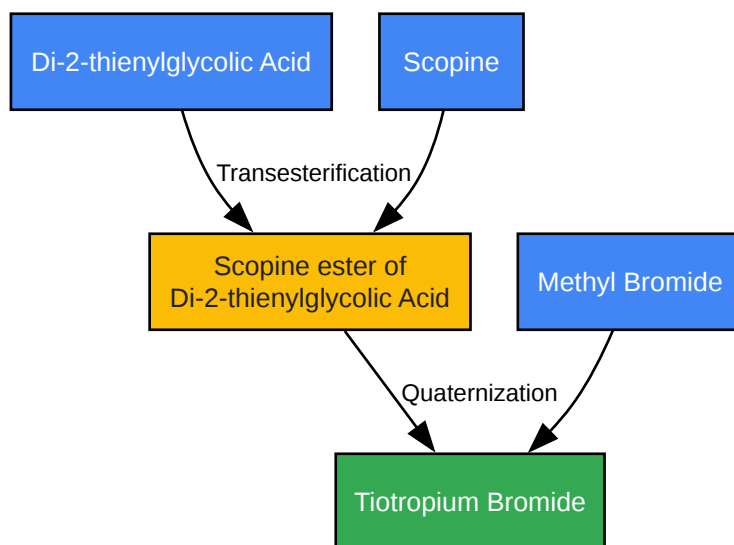 Di-2-thienylglycolic Acid
Scopine
Transesterification
Scopine ester of
Di-2-thienylglycolic Acid
Methyl Bromide
Quaternization
Tiotropium Bromide